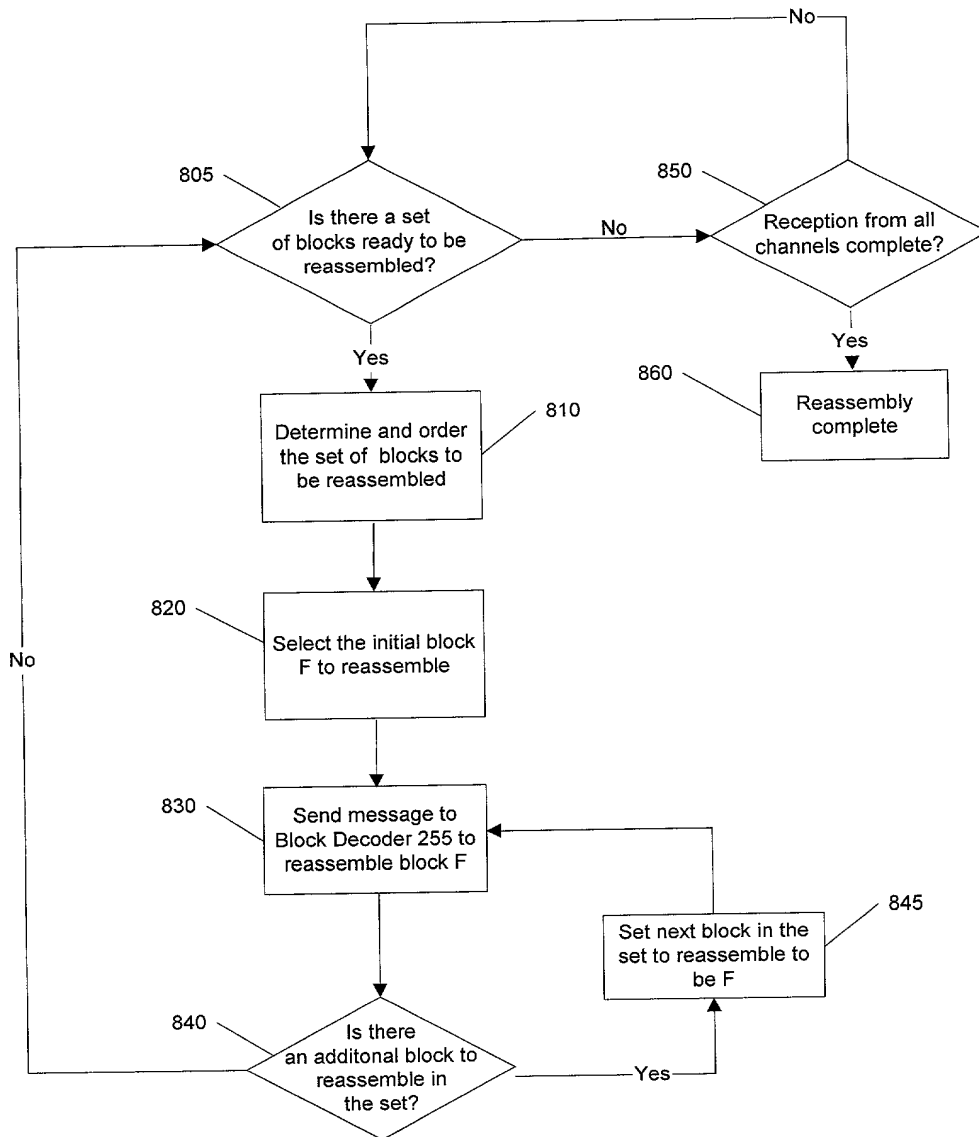 No
805
Is there a set
of blocks ready to be
reassembled?
No
850
Reception from all
channels complete?
Yes
Yes
860
Reassembly
complete
810
Determine and order
the set of blocks to
be reassembled
820
Select the initial block
F to reassemble
No
830
Send message to
Block Decoder 255 to
reassemble block F
845
Set next block in the
set to reassemble to
be F
840
Is there
an additonal block to
reassemble in
the set?
Yes